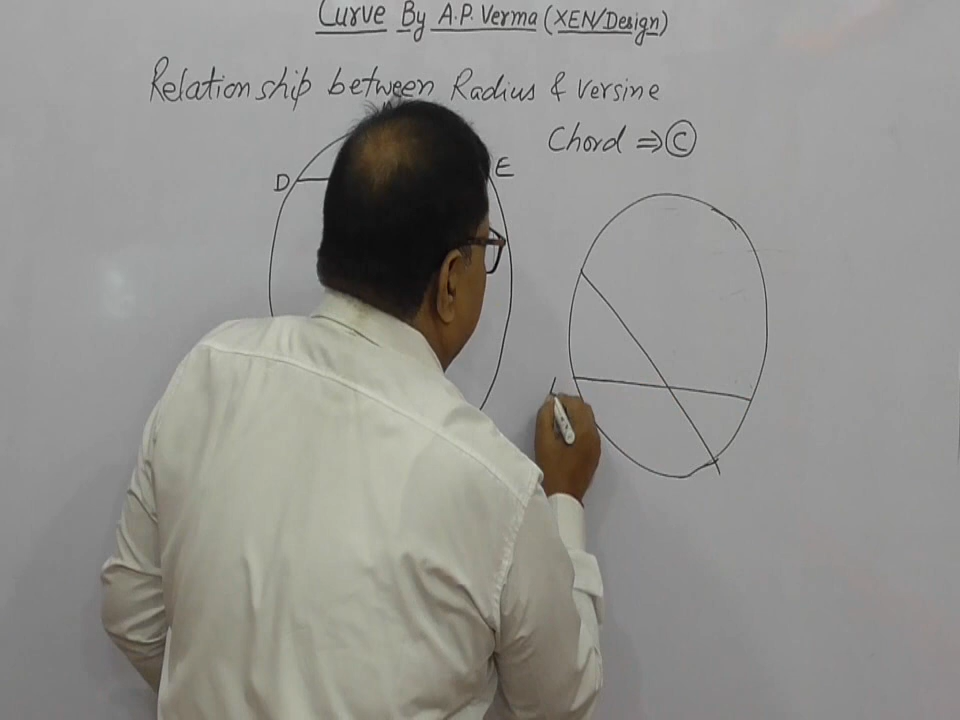 Curve By A.P. Verma (XEN/Design)
Relationship between Radius & versine
Chord ⇒ C
D
E